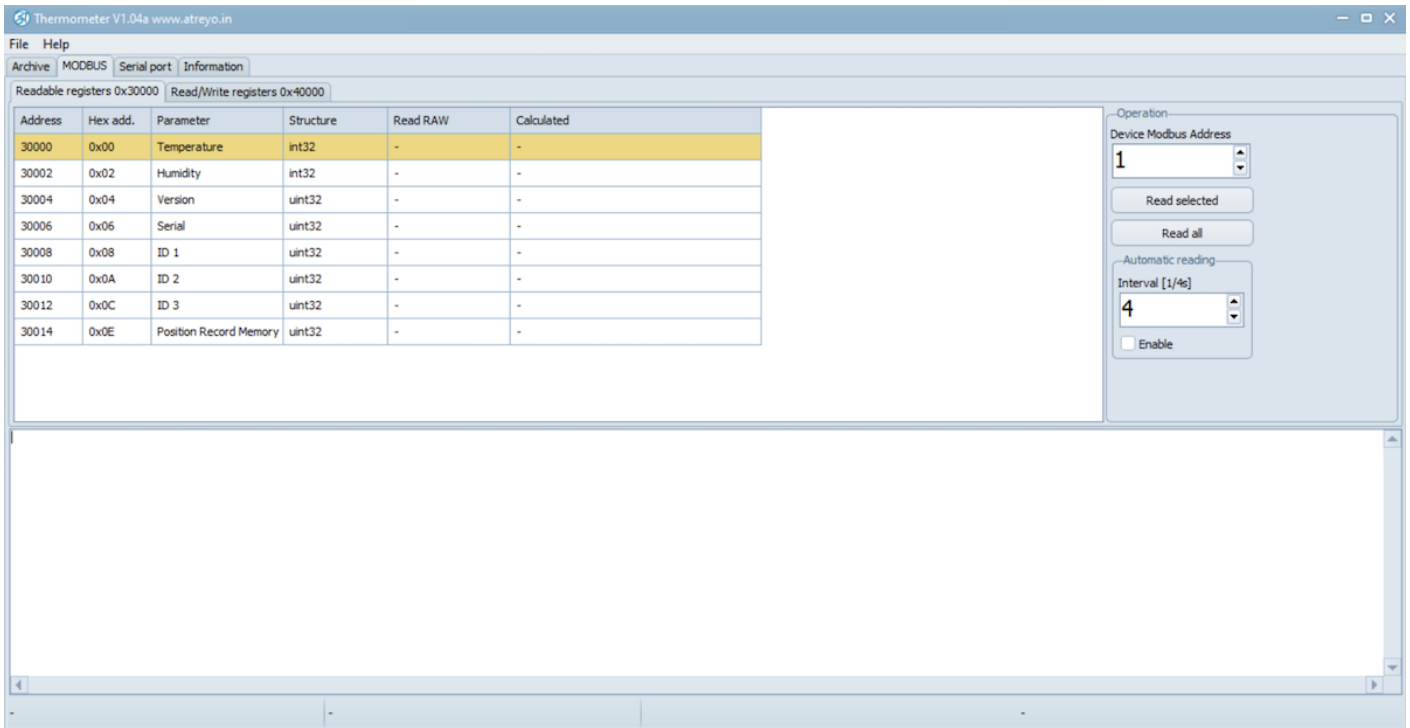 Thermometer V1.04a www.atreyo.in
File Help
Archive MODBUS Serial port Information
Readable registers 0x30000 Read/Write registers 0x40000
Address Hex add. Parameter Structure Read RAW Calculated
30000 0x00 Temperature int32 - -
30002 0x02 Humidity int32 - -
30004 0x04 Version uint32 - -
30006 0x06 Serial uint32 - -
30008 0x08 ID 1 uint32 - -
30010 0x0A ID 2 uint32 - -
30012 0x0C ID 3 uint32 - -
30014 0x0E Position Record Memory uint32 - -
Operation
Device Modbus Address
1
Read selected
Read all
Automatic reading
Interval [1/4s]
4
Enable
- - -